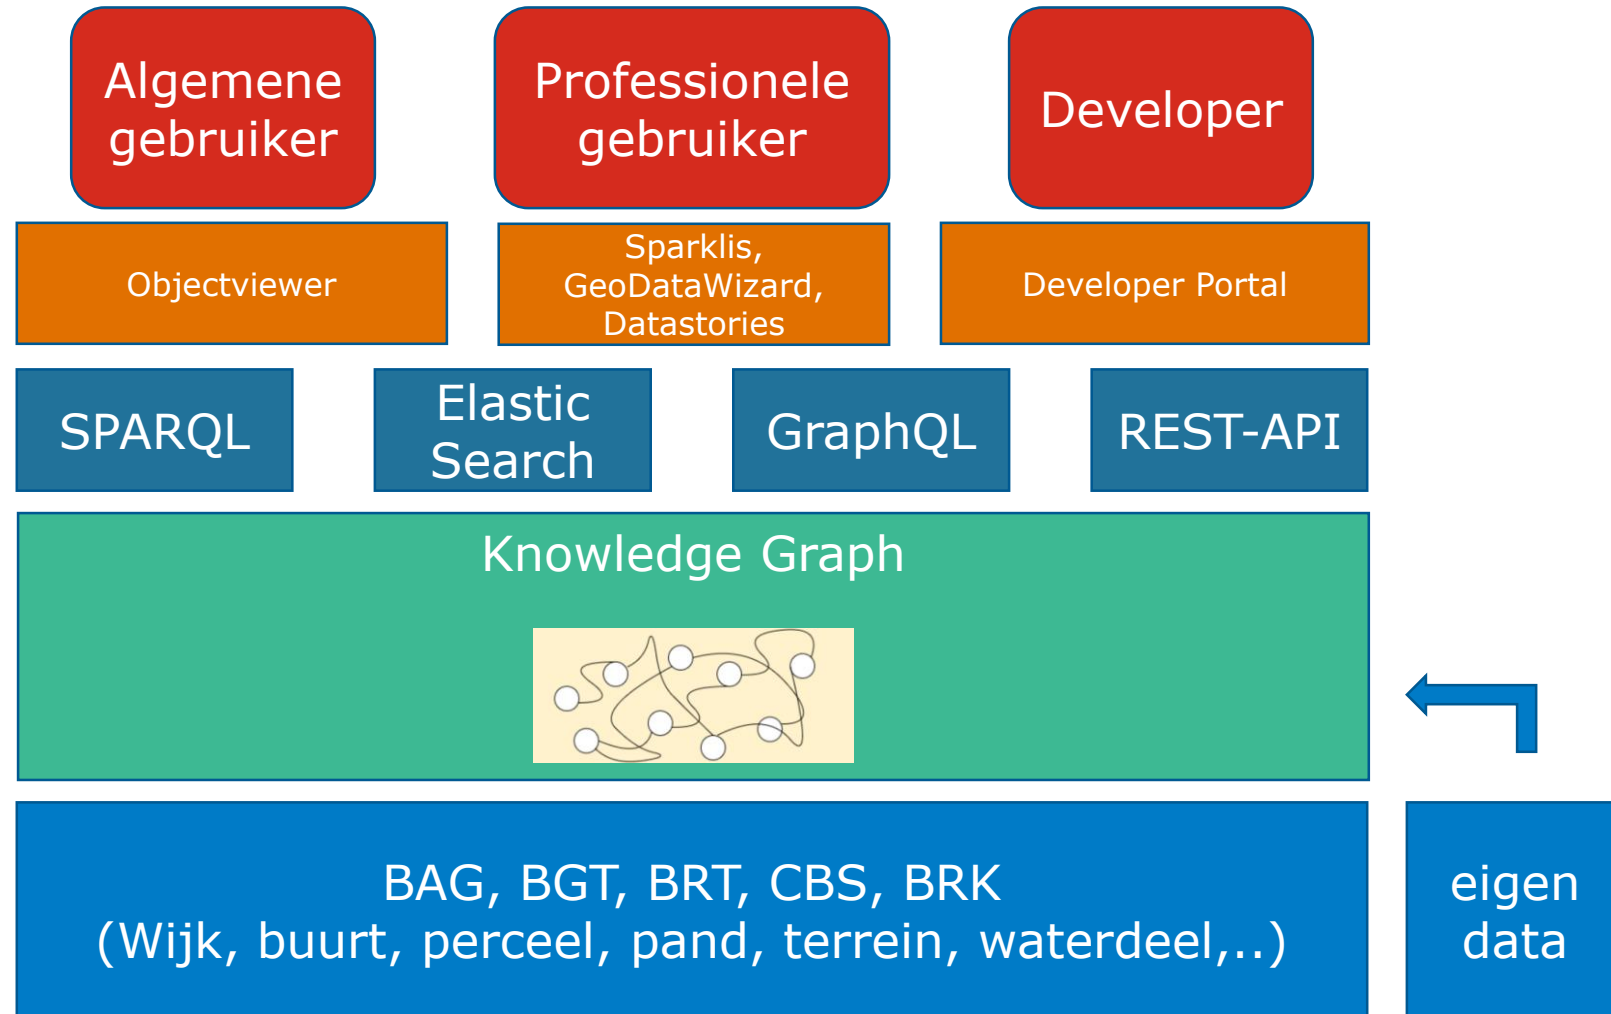 Algemene
gebruiker
Professionele
gebruiker
Developer
Objectviewer
Sparklis,
GeoDataWizard,
Datastories
Developer Portal
SPARQL
Elastic
Search
GraphQL
REST-API
Knowledge Graph
BAG, BGT, BRT, CBS, BRK
(Wijk, buurt, perceel, pand, terrein, waterdeel,..)
eigen
data